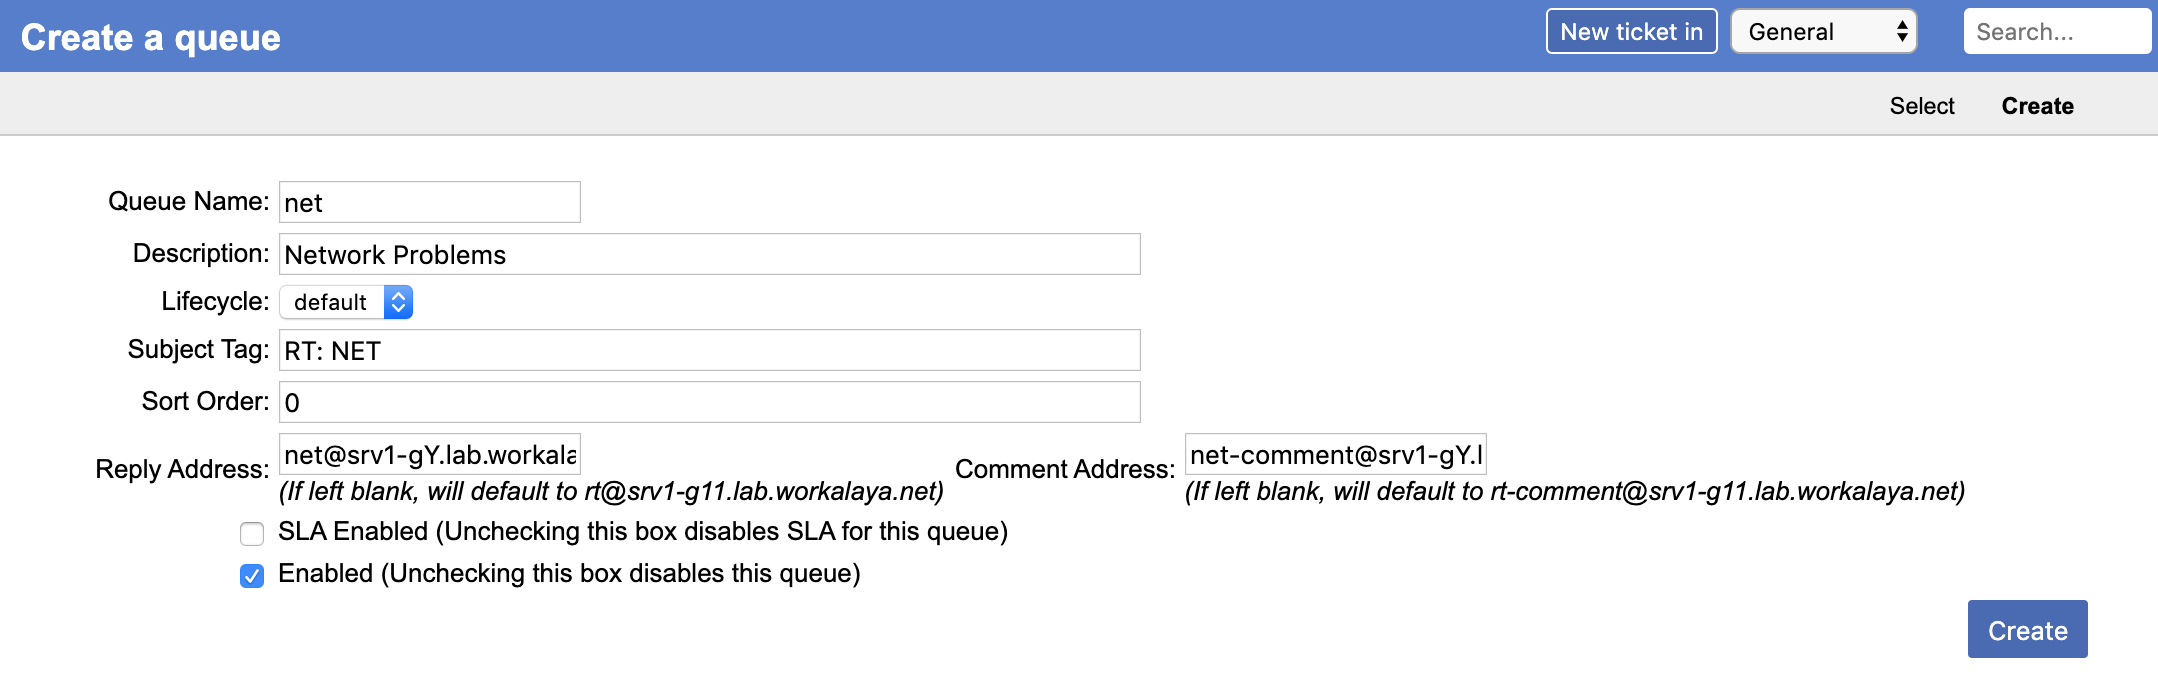 Create a queue New ticket in General Search...
Select Create
Queue Name: net
Description: Network Problems
Lifecycle: default
Subject Tag: RT: NET
Sort Order: 0
Reply Address: net@srv1-gY.lab.workala Comment Address: net-comment@srv1-gY.l
(If left blank, will default to rt@srv1-g11.lab.workalaya.net) (If left blank, will default to rt-comment@srv1-g11.lab.workalaya.net)
SLA Enabled (Unchecking this box disables SLA for this queue)
Enabled (Unchecking this box disables this queue)
Create